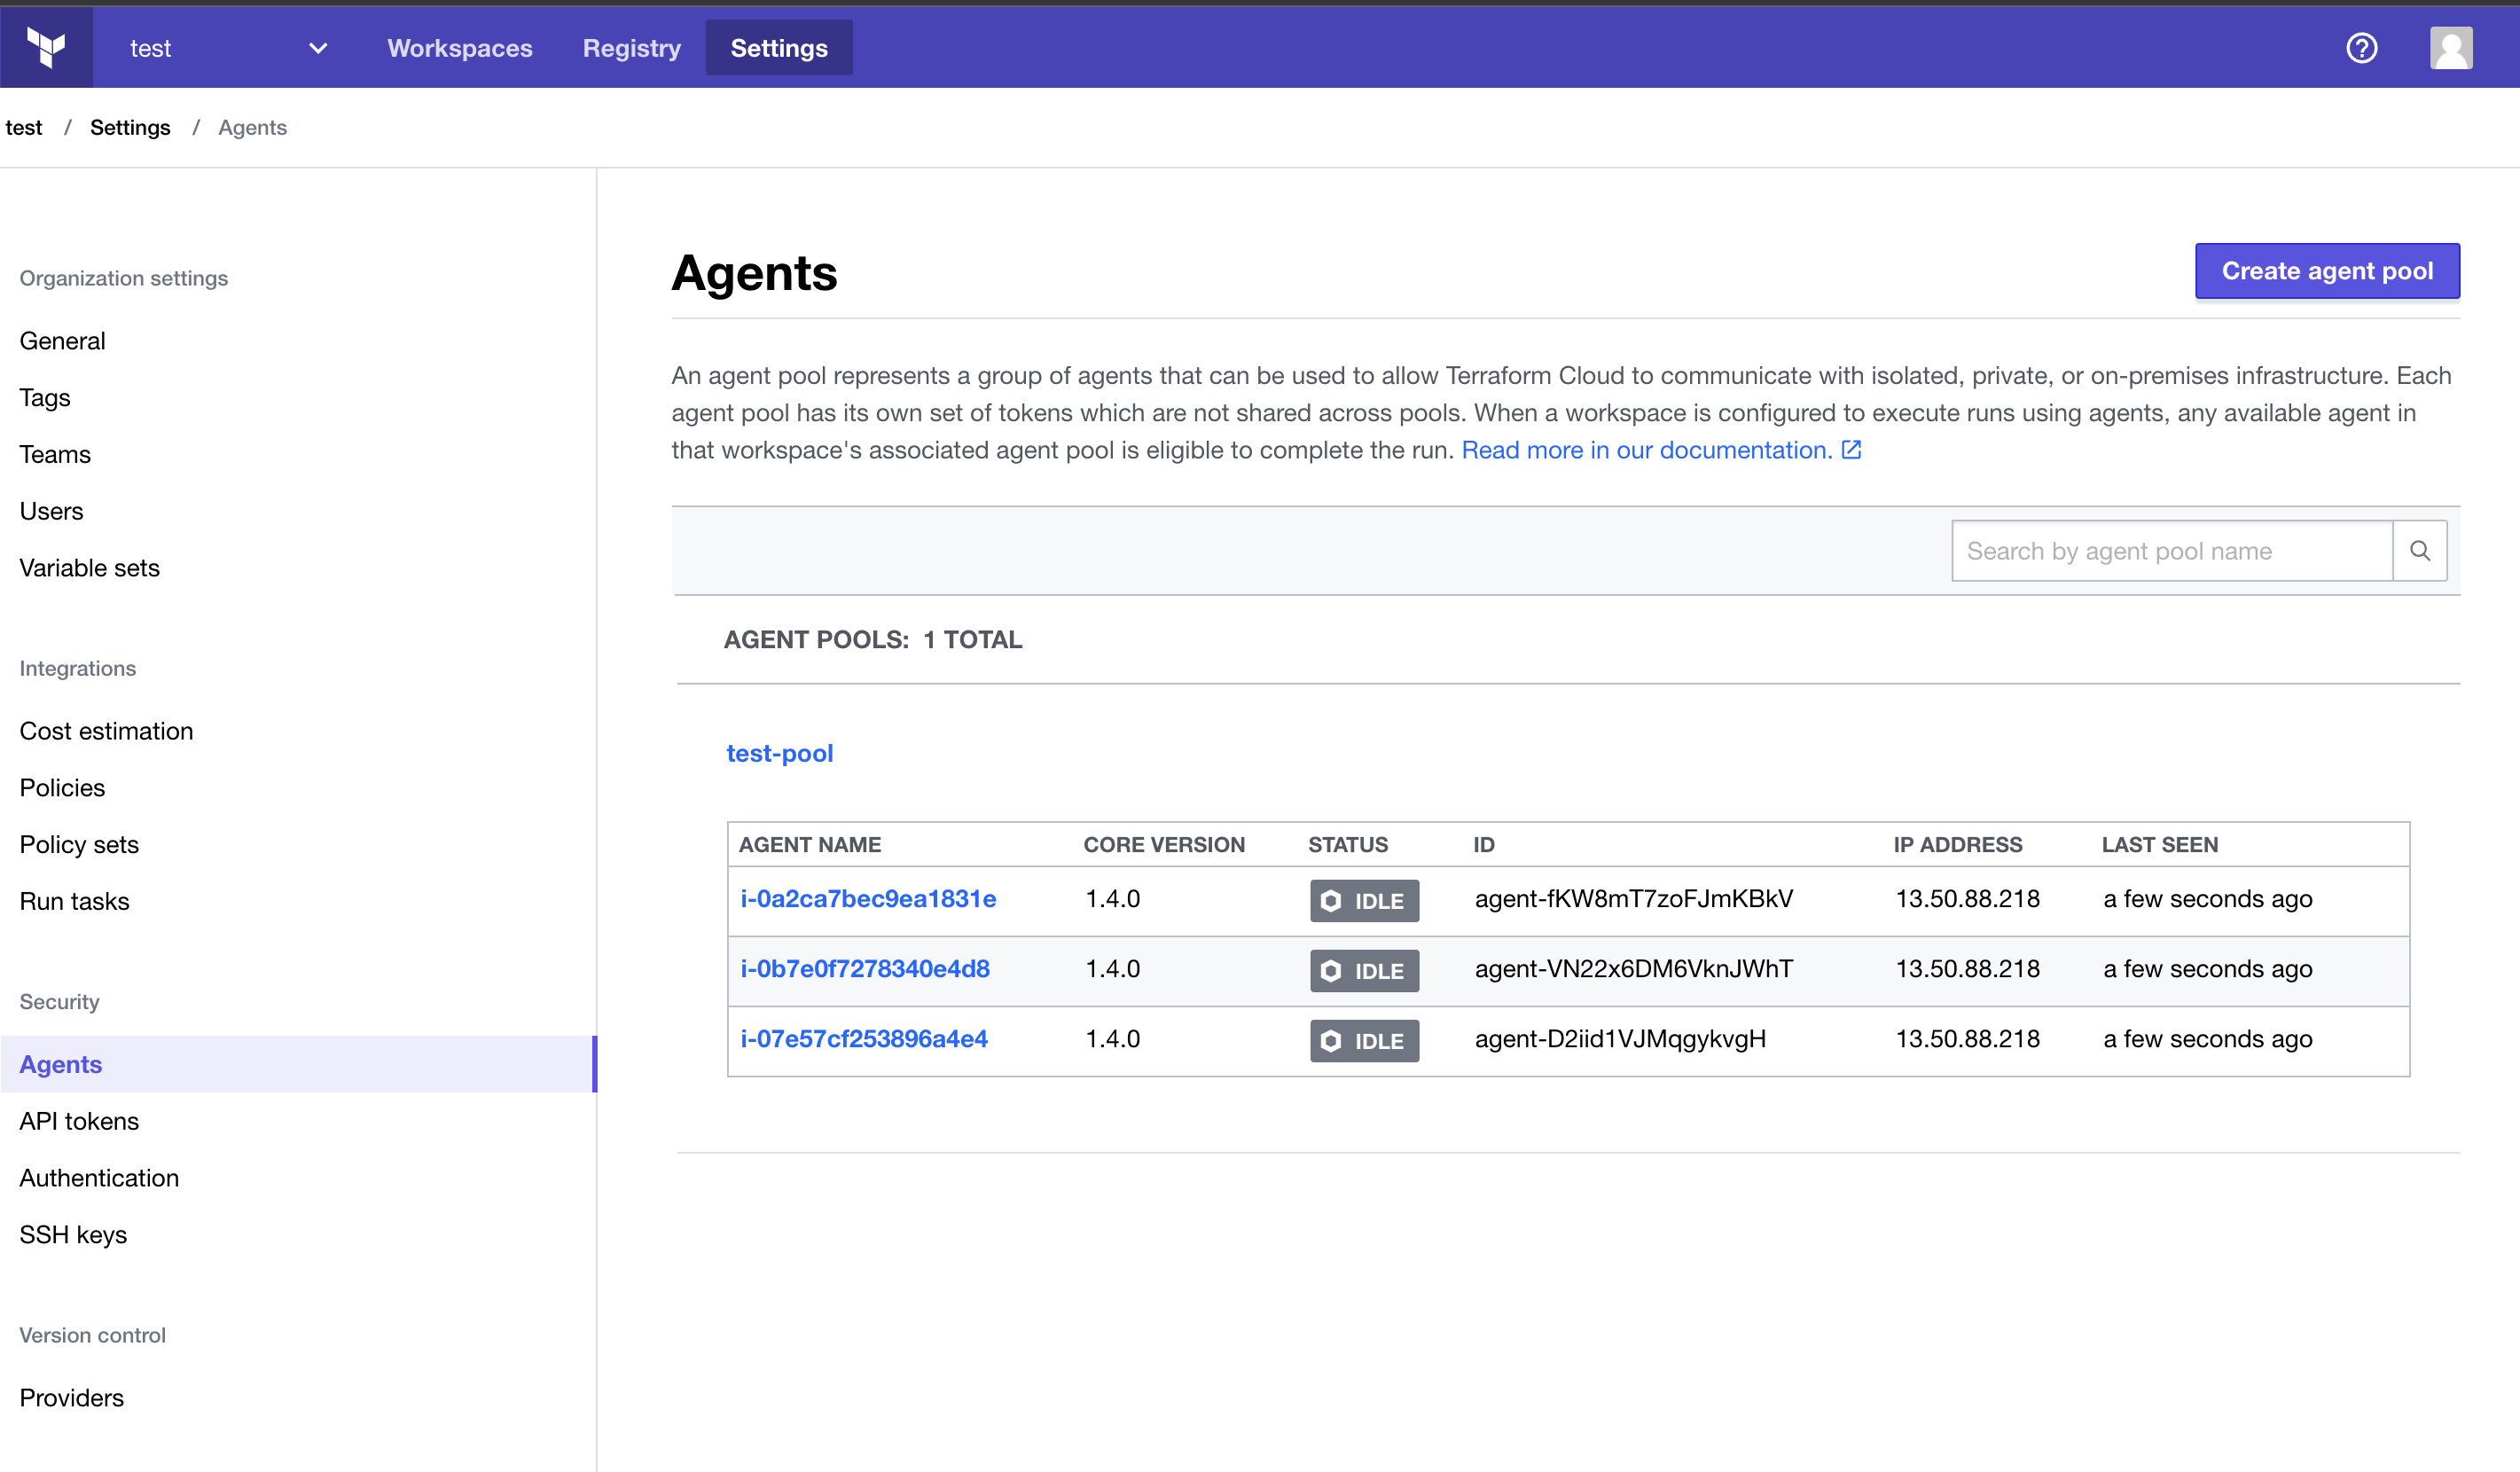 test
Workspaces
Registry
Settings
test / Settings / Agents
Organization settings
General
Tags
Teams
Users
Variable sets
Integrations
Cost estimation
Policies
Policy sets
Run tasks
Security
Agents
API tokens
Authentication
SSH keys
Version control
Providers
Agents
Create agent pool
An agent pool represents a group of agents that can be used to allow Terraform Cloud to communicate with isolated, private, or on-premises infrastructure. Each
agent pool has its own set of tokens which are not shared across pools. When a workspace is configured to execute runs using agents, any available agent in
that workspace's associated agent pool is eligible to complete the run. Read more in our documentation.
Search by agent pool name
AGENT POOLS: 1 TOTAL
test-pool
AGENT NAME CORE VERSION STATUS ID IP ADDRESS LAST SEEN
i-0a2ca7bec9ea1831e 1.4.0 IDLE agent-fKW8mT7zoFJmKBkV 13.50.88.218 a few seconds ago
i-0b7e0f7278340e4d8 1.4.0 IDLE agent-VN22x6DM6VknJWhT 13.50.88.218 a few seconds ago
i-07e57cf253896a4e4 1.4.0 IDLE agent-D2iid1VJMqgykvgH 13.50.88.218 a few seconds ago